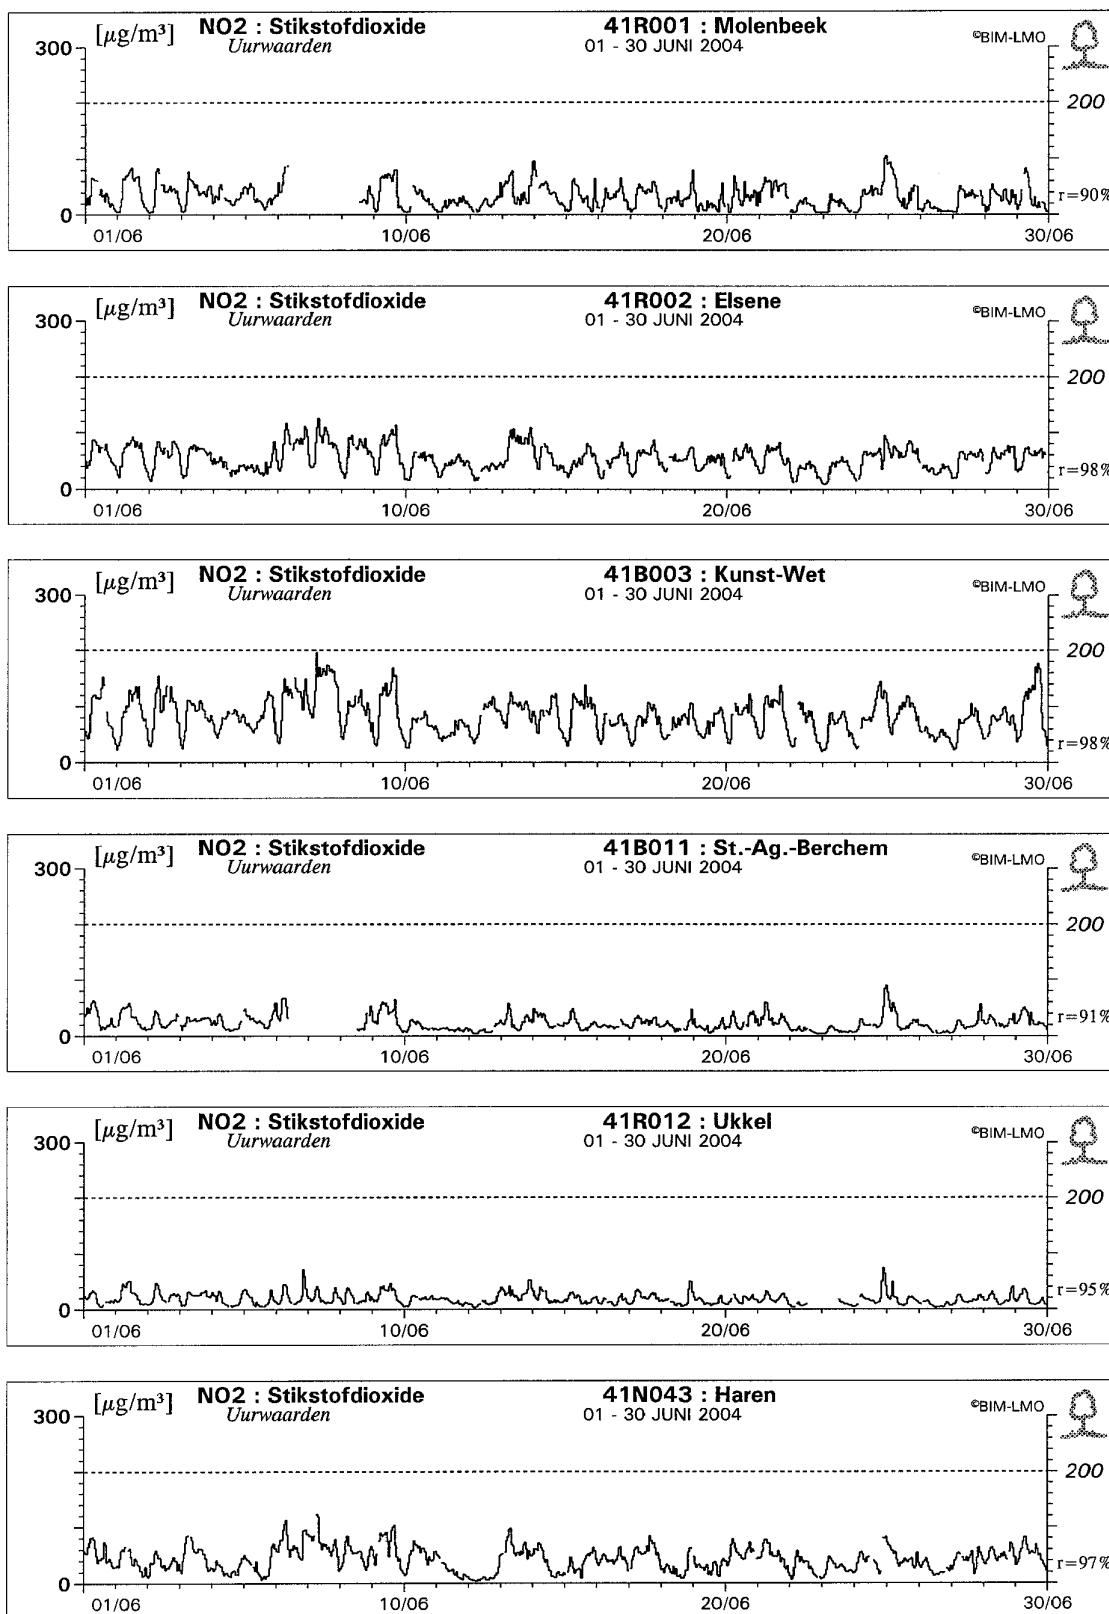 [µg/m³] NO2 : Stikstofdioxide 41R001 : Molenbeek ©BIM-LMO
300 Uurwaarden 01 - 30 JUNI 2004
200
r=90%
0
01/06 10/06 20/06 30/06
[µg/m³] NO2 : Stikstofdioxide 41R002 : Elsene ©BIM-LMO
300 Uurwaarden 01 - 30 JUNI 2004
200
r=98%
0
01/06 10/06 20/06 30/06
[µg/m³] NO2 : Stikstofdioxide 41B003 : Kunst-Wet ©BIM-LMO
300 Uurwaarden 01 - 30 JUNI 2004
200
r=98%
0
01/06 10/06 20/06 30/06
[µg/m³] NO2 : Stikstofdioxide 41B011 : St.-Ag.-Berchem ©BIM-LMO
300 Uurwaarden 01 - 30 JUNI 2004
200
r=91%
0
01/06 10/06 20/06 30/06
[µg/m³] NO2 : Stikstofdioxide 41R012 : Ukkel ©BIM-LMO
300 Uurwaarden 01 - 30 JUNI 2004
200
r=95%
0
01/06 10/06 20/06 30/06
[µg/m³] NO2 : Stikstofdioxide 41N043 : Haren ©BIM-LMO
300 Uurwaarden 01 - 30 JUNI 2004
200
r=97%
0
01/06 10/06 20/06 30/06